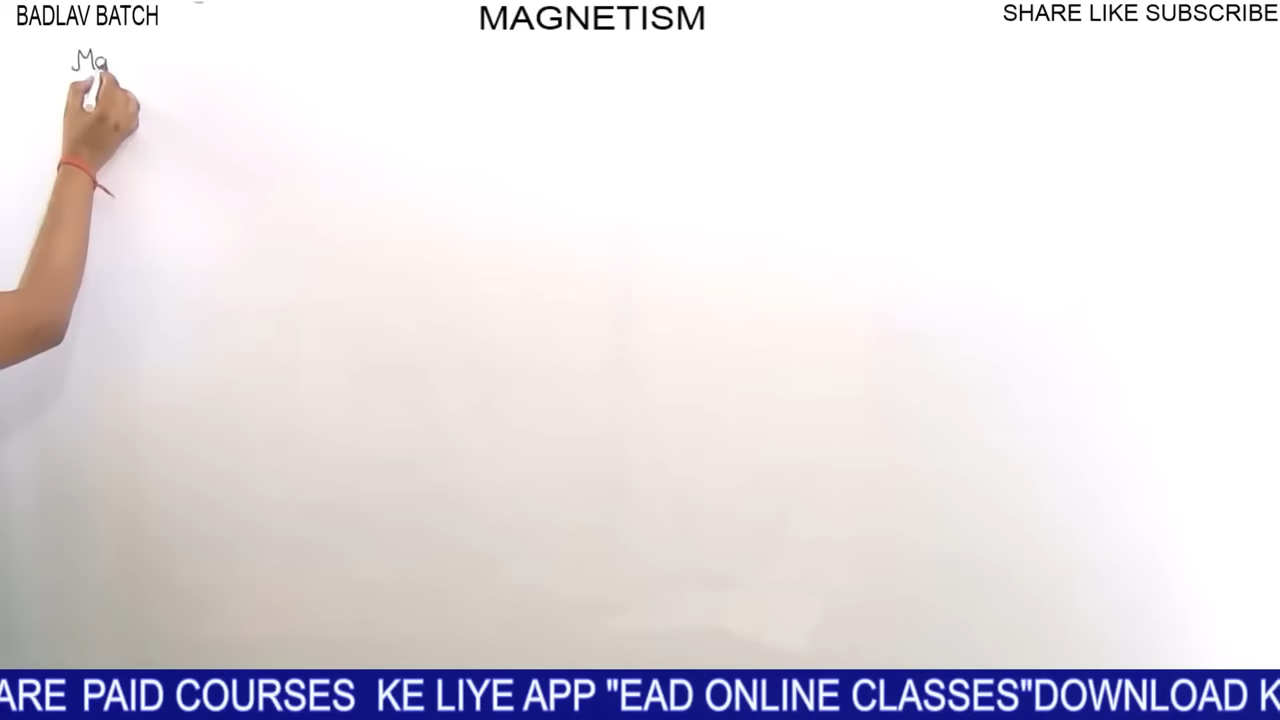 BADLAV BATCH
MAGNETISM
SHARE LIKE SUBSCRIBE
Ma
ARE PAID COURSES KE LIYE APP "EAD ONLINE CLASSES"DOWNLOAD K